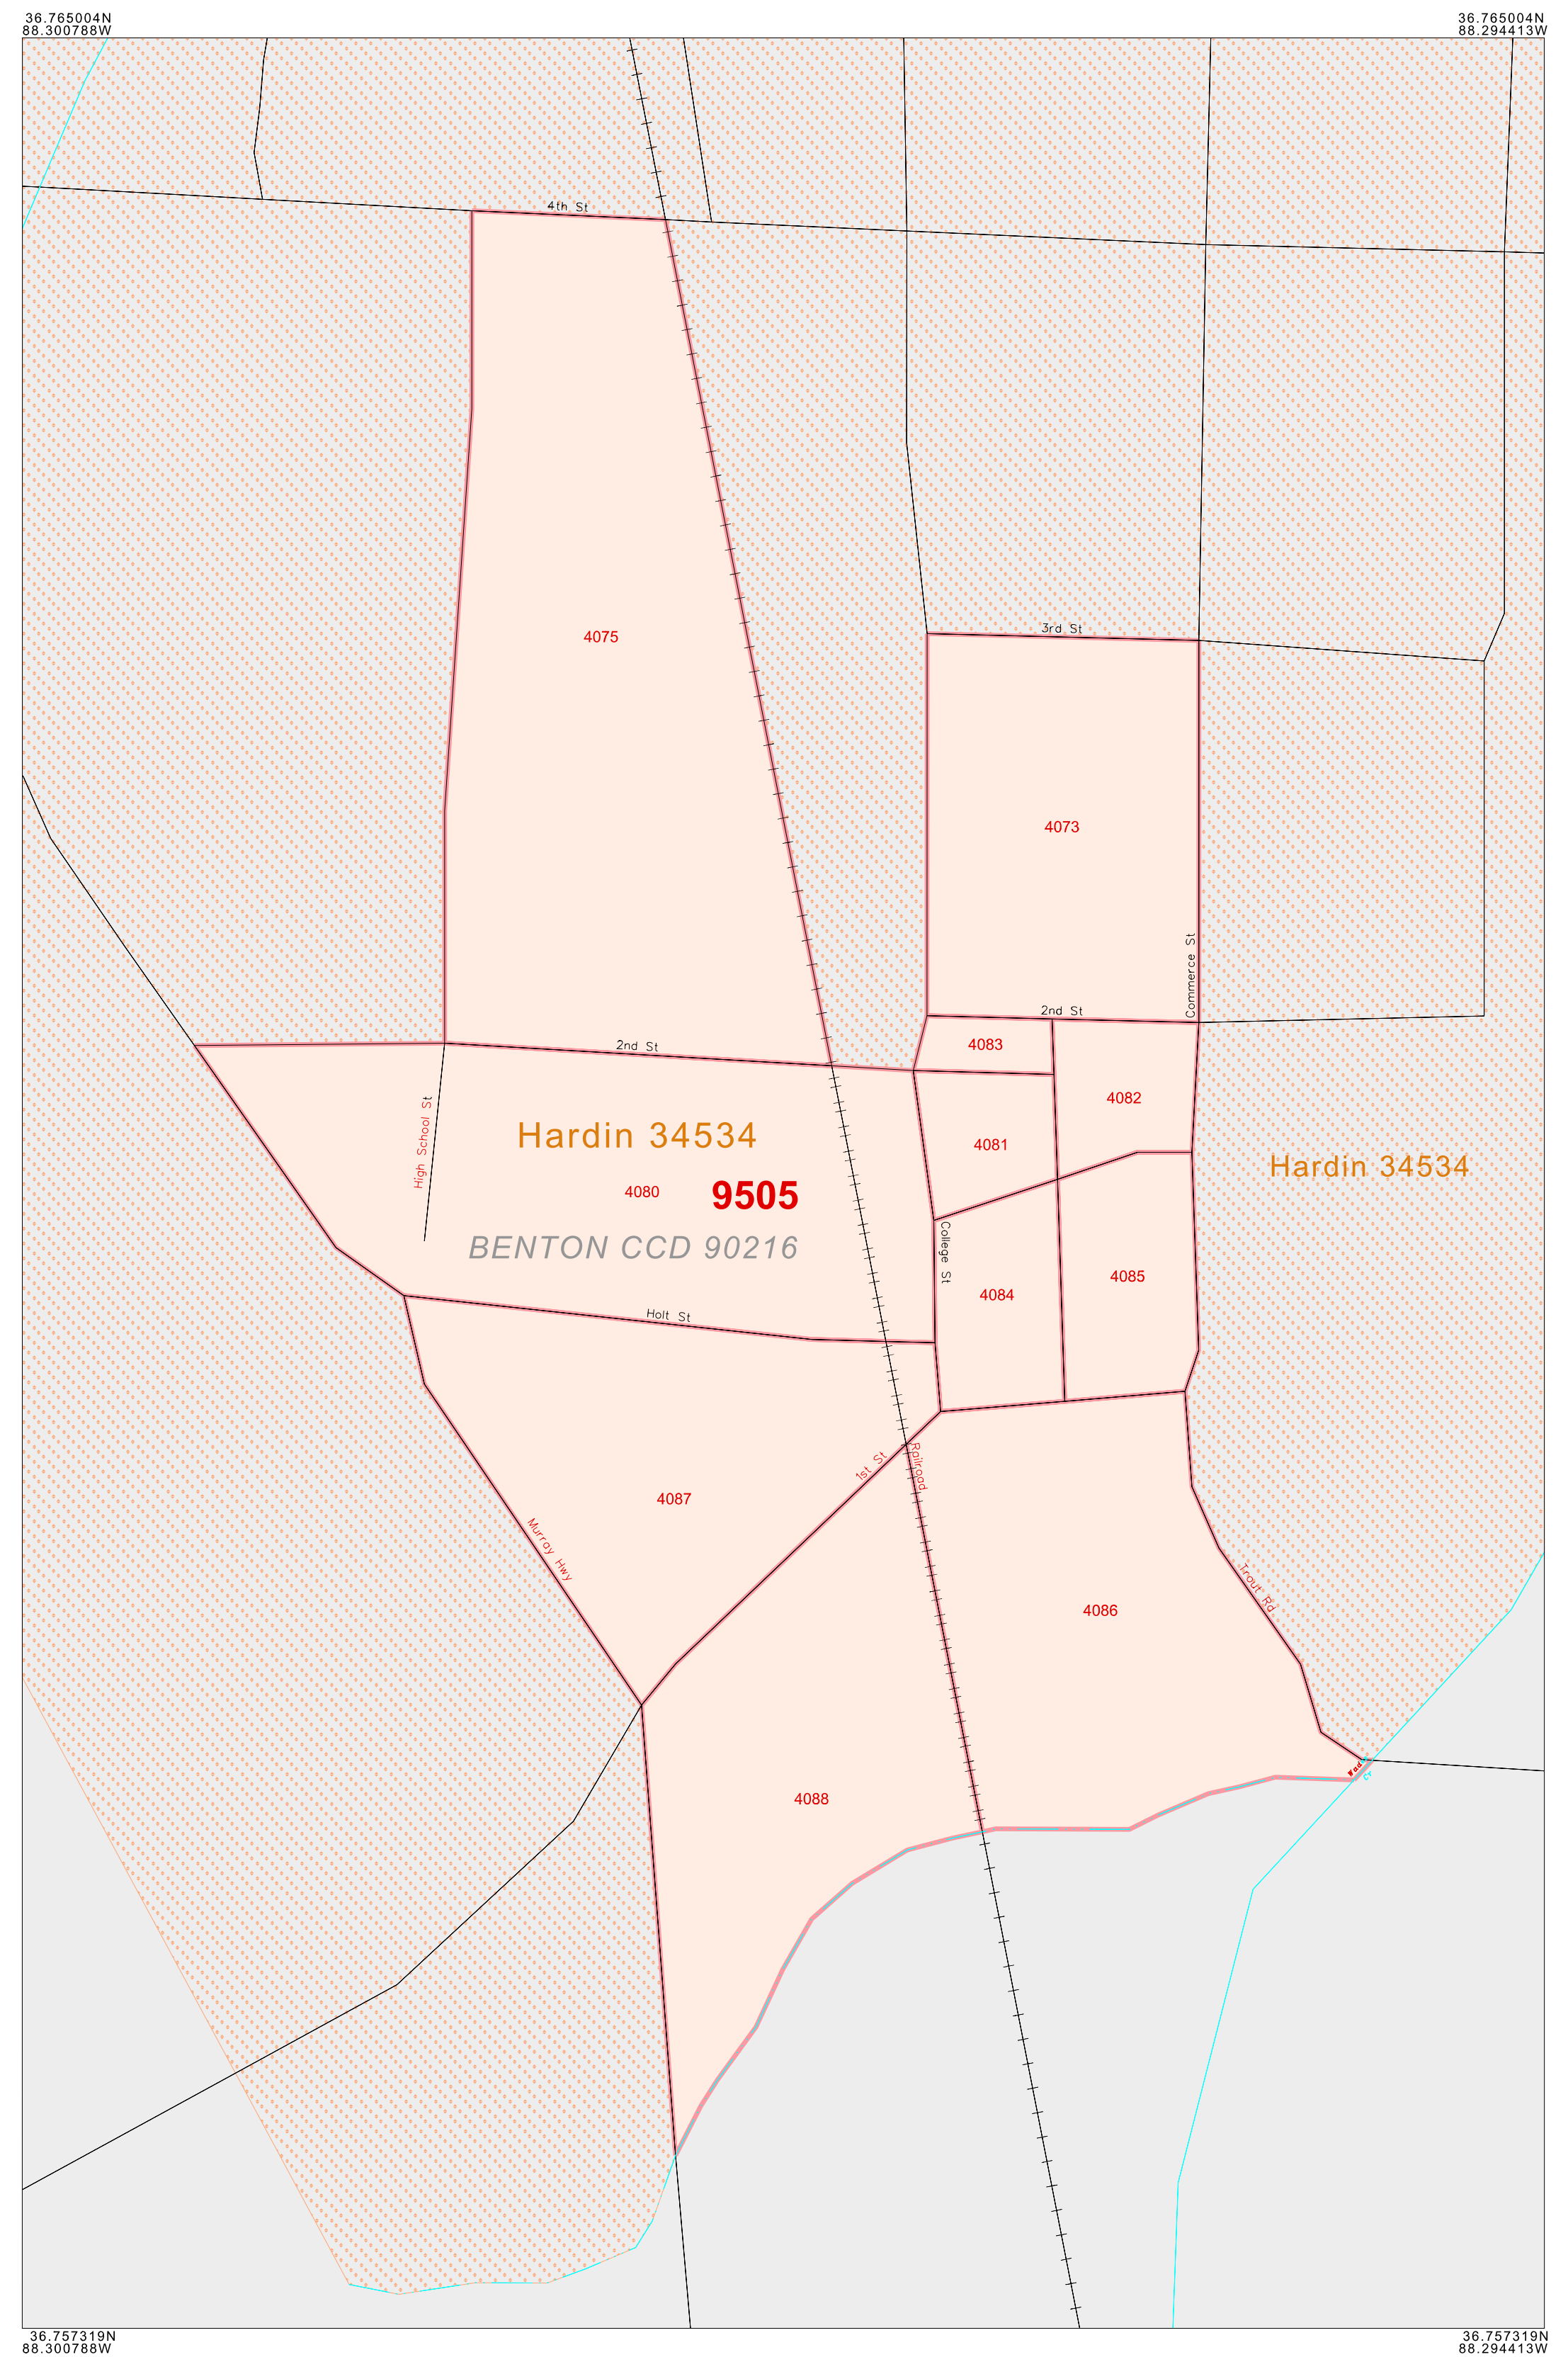 36.765004N
88.300788W
36.765004N
88.294413W
4th St
3rd St
4075
4073
Commerce St
2nd St
2nd St
4083
4082
High School St
Hardin 34534
4081
Hardin 34534
4080
9505
BENTON CCD 90216
College St
4085
4084
Holt St
1st St
Railroad
4087
Murray Hwy
Trout Rd
4086
4088
36.757319N
88.300788W
36.757319N
88.294413W